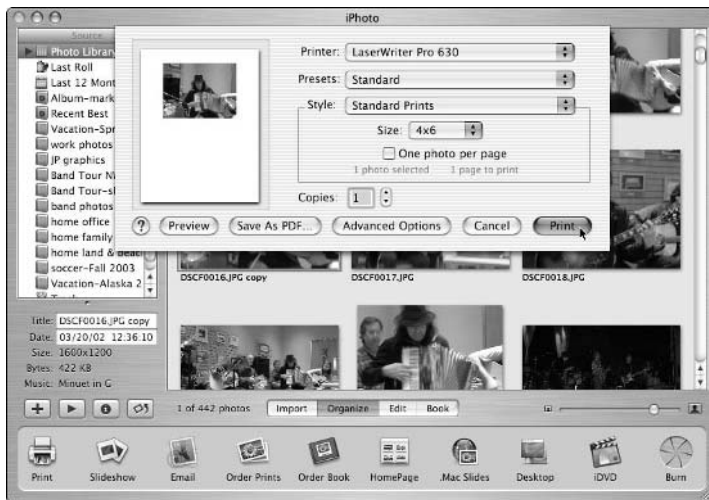 iPhoto
Source
Photo Library
Last Roll
Last 12 Mont
Album-mark
Recent Best
Vacation-Spr
work photos
JP graphics
Band Tour N
Band Tour-sl
band photos
home office
home family
home land & beac
soccer-Fall 2003
Vacation-Alaska 2
Printer: LaserWriter Pro 630
Presets: Standard
Style: Standard Prints
Size: 4x6
One photo per page
1 photo selected 1 page to print
Copies: 1
? Preview Save As PDF... Advanced Options Cancel Print
DSCF0016.JPG copy DSCF0017.JPG DSCF0018.JPG
Title: DSCF0016.JPG copy
Date: 03/20/02 12:36:10
Size: 1600x1200
Bytes: 422 KB
Music: Minuet in G
1 of 442 photos Import Organize Edit Book
Print Slideshow Email Order Prints Order Book HomePage .Mac Slides Desktop iDVD Burn